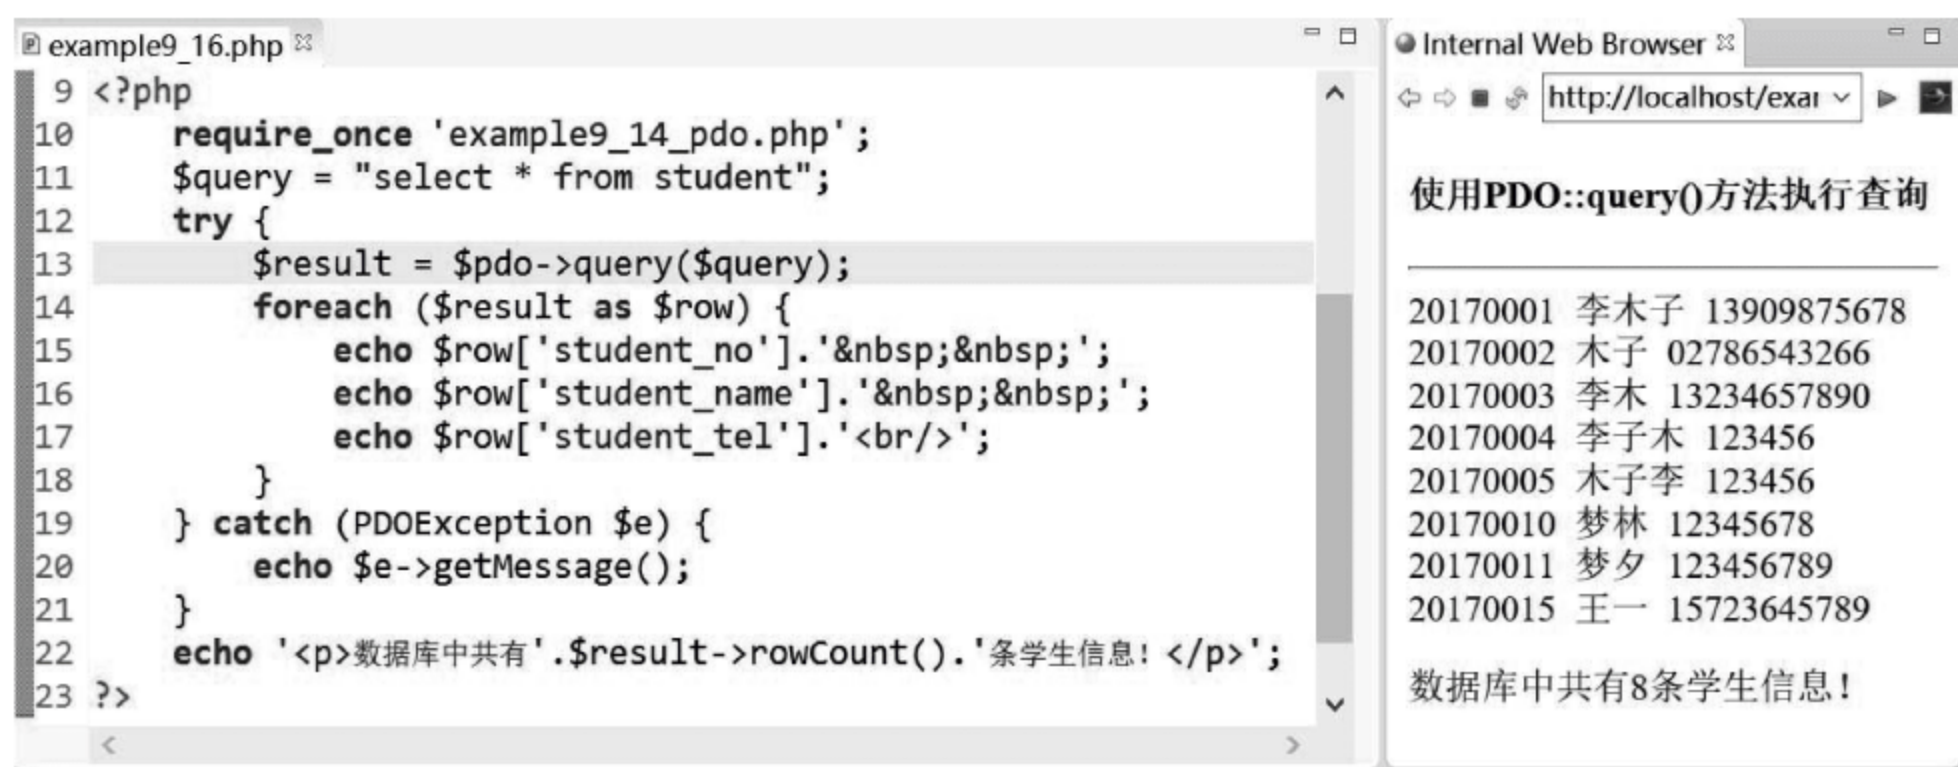 example9_16.php
9 <?php
10 require_once 'example9_14_pdo.php';
11 $query = "select * from student";
12 try {
13 $result = $pdo->query($query);
14 foreach ($result as $row) {
15 echo $row['student_no'].'&nbsp;&nbsp;';
16 echo $row['student_name'].'&nbsp;&nbsp;';
17 echo $row['student_tel'].'<br/>';
18 }
19 } catch (PDOException $e) {
20 echo $e->getMessage();
21 }
22 echo '<p>数据库中共有'.$result->rowCount().'条学生信息！</p>';
23 ?>
Internal Web Browser
http://localhost/exar
使用PDO::query()方法执行查询
20170001 李木子 13909875678
20170002 木子 02786543266
20170003 李木 13234657890
20170004 李子木 123456
20170005 木子李 123456
20170010 梦林 12345678
20170011 梦夕 123456789
20170015 王一 15723645789
数据库中共有8条学生信息！